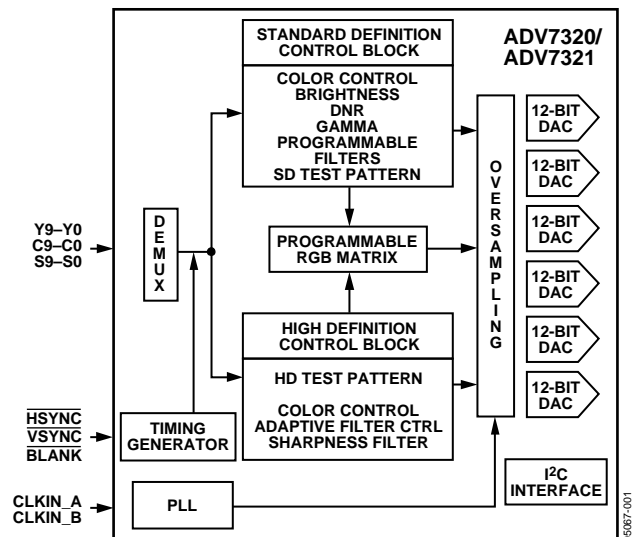 STANDARD DEFINITION
CONTROL BLOCK
COLOR CONTROL
BRIGHTNESS
DNR
GAMMA
PROGRAMMABLE
FILTERS
SD TEST PATTERN
ADV7320/
ADV7321
Y9–Y0
C9–C0
S9–S0
DEMUX
PROGRAMMABLE
RGB MATRIX
HIGH DEFINITION
CONTROL BLOCK
HD TEST PATTERN
COLOR CONTROL
ADAPTIVE FILTER CTRL
SHARPNESS FILTER
OVERSAMPLING
12-BIT
DAC
12-BIT
DAC
12-BIT
DAC
12-BIT
DAC
12-BIT
DAC
12-BIT
DAC
HSYNC
VSYNC
BLANK
TIMING
GENERATOR
CLKIN_A
CLKIN_B
PLL
I2C
INTERFACE
05067-001